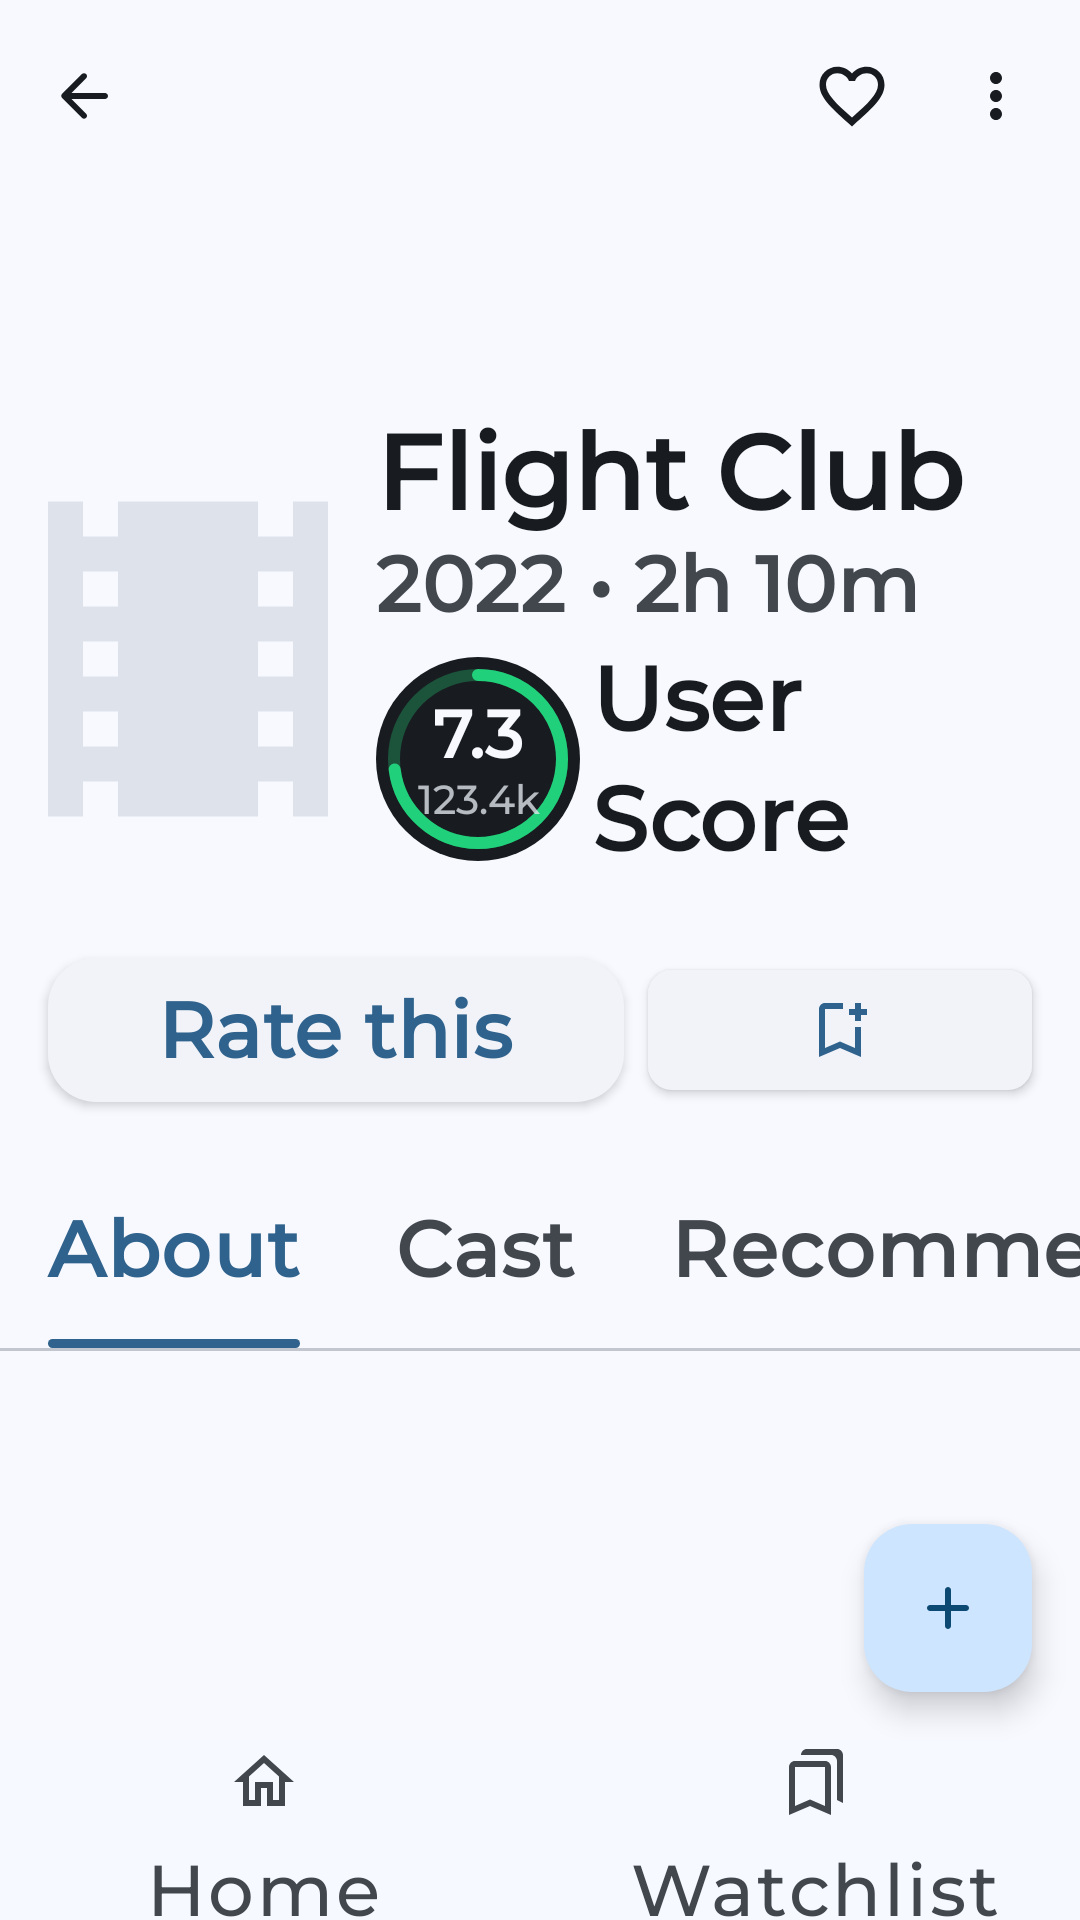 Flight Club
2022 • 2h 10m
7.3
123.4k
User
Score
Rate this
About
Cast
Recomme
Home
Watchlist